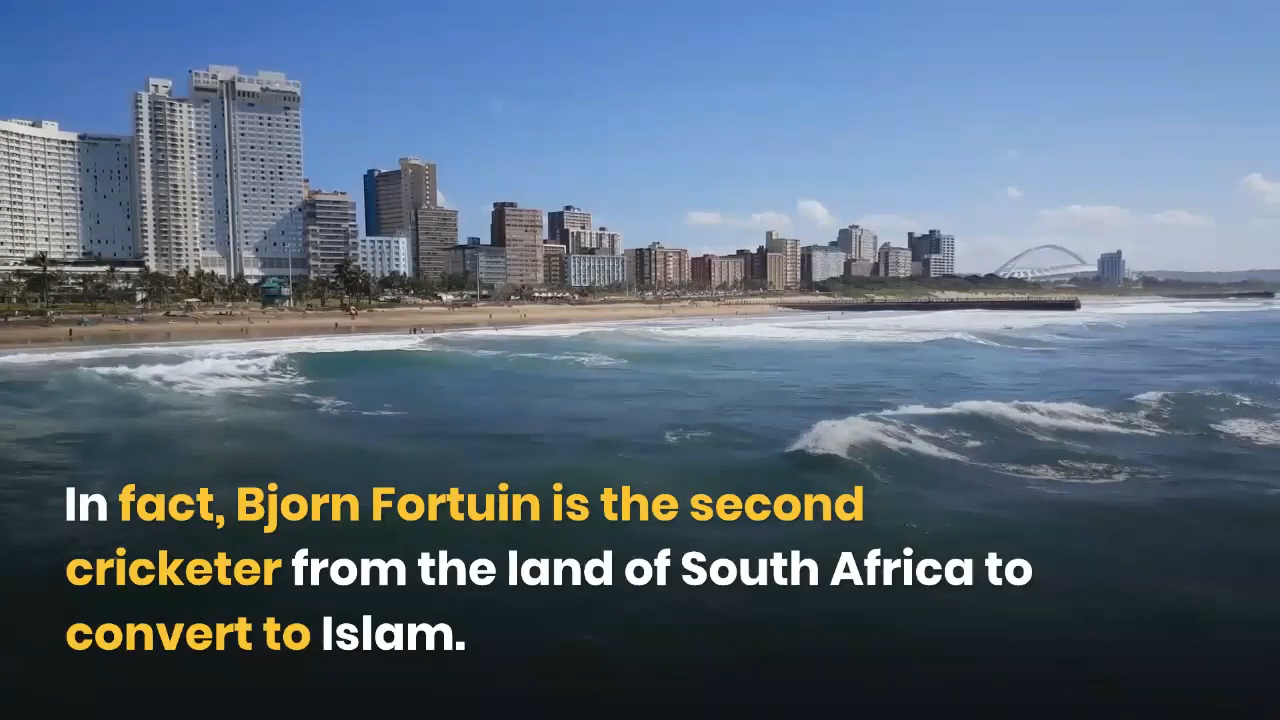 In fact, Bjorn Fortuin is the second
cricketer from the land of South Africa to
convert to Islam.